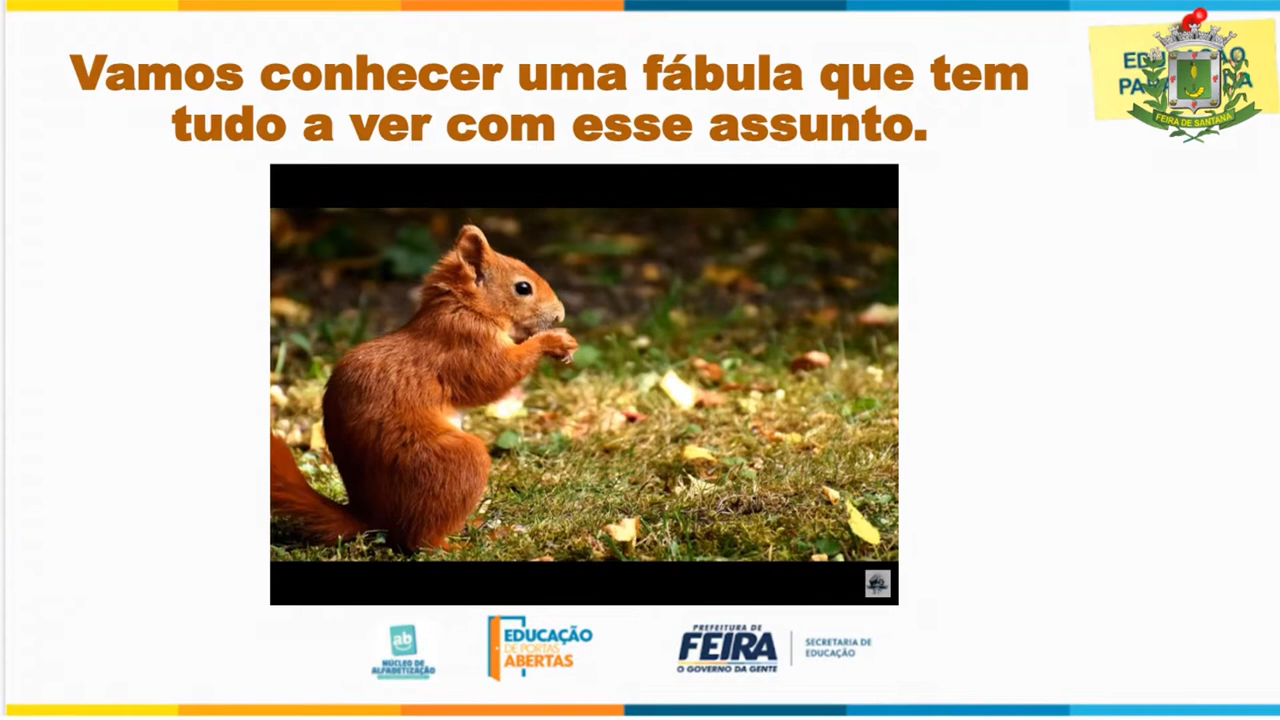 Vamos conhecer uma fábula que tem
tudo a ver com esse assunto.
FEIRA DE SANTANA
ab
NÚCLEO DE
ALFABETIZAÇÃO
EDUCAÇÃO
DE PORTAS
ABERTAS
PREFEITURA DE
FEIRA
O GOVERNO DA GENTE
SECRETARIA DE
EDUCAÇÃO